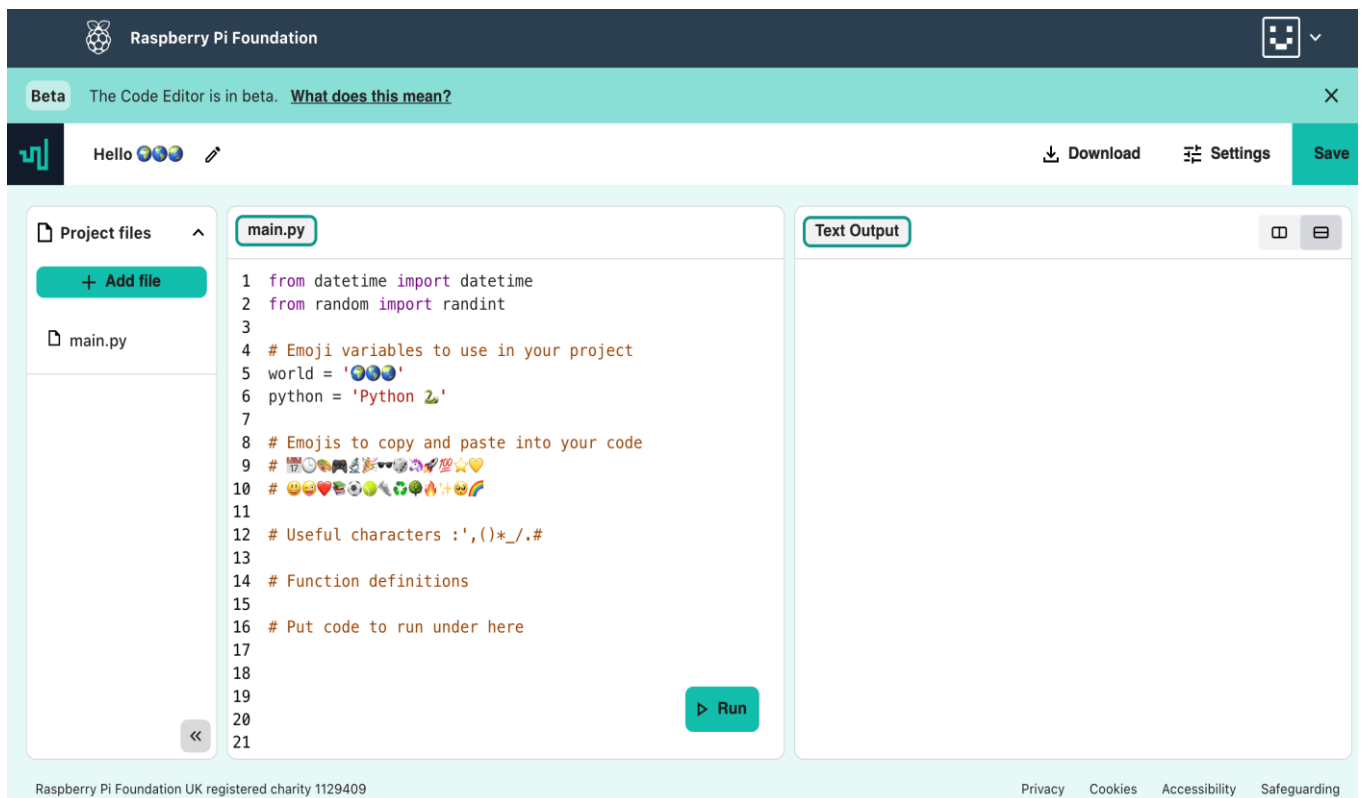 Raspberry Pi Foundation
Beta The Code Editor is in beta. What does this mean?
Hello 🌍🌎🌏
Download Settings Save
Project files
main.py
Text Output
+ Add file
main.py
1 from datetime import datetime
2 from random import randint
3
4 # Emoji variables to use in your project
5 world = '🌍🌎🌏'
6 python = 'Python 🐍'
7
8 # Emojis to copy and paste into your code
9 # 📅🕒🎨🎮🔬🎉🕶️🎲🦄🚀💯⭐💛
10 # 😃😜❤️📚⚽🎾👟♻️🌳🔥✨🥺🌈
11
12 # Useful characters :',()*_/.#
13
14 # Function definitions
15
16 # Put code to run under here
17
18
19
20
21
Run
Raspberry Pi Foundation UK registered charity 1129409
Privacy Cookies Accessibility Safeguarding